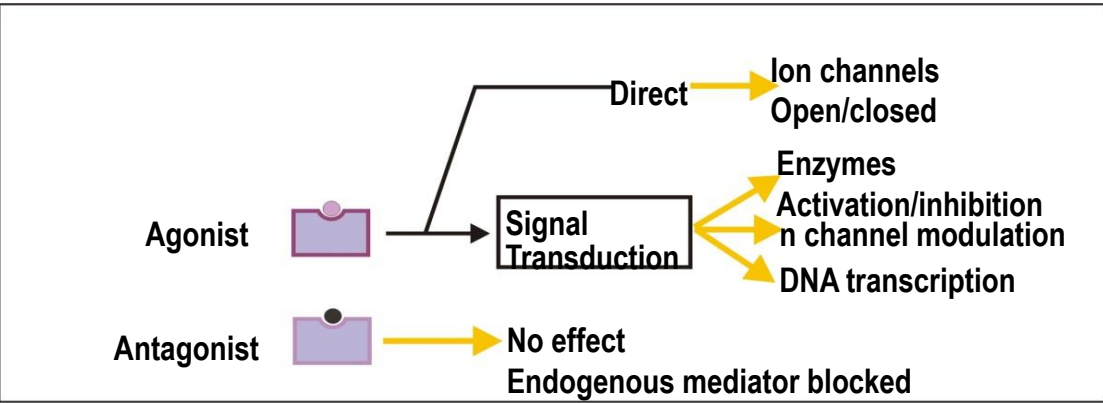 Ion channels
Direct
Open/closed
Enzymes
Activation/inhibition
Agonist
Signal
Transduction
n channel modulation
DNA transcription
Antagonist
No effect
Endogenous mediator blocked